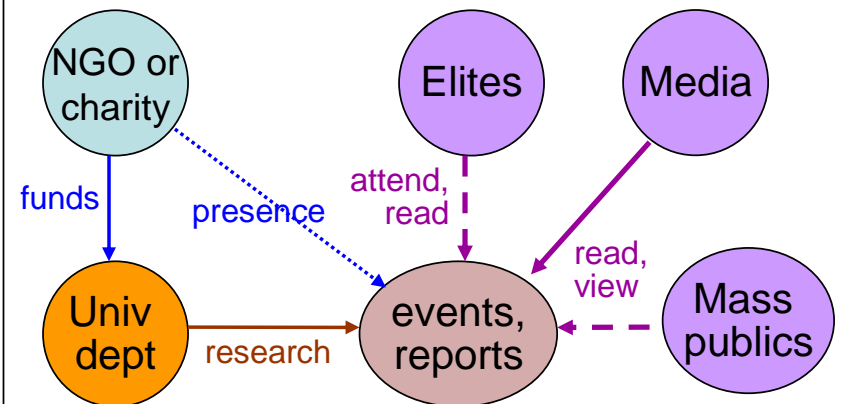 NGO or
charity
Elites
Media
funds
presence
attend,
read
read,
view
Univ
dept
research
events,
reports
Mass
publics